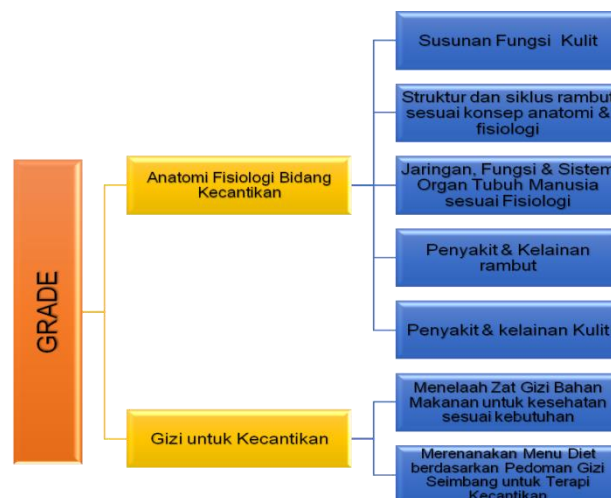 GRADE
Anatomi Fisiologi Bidang
Kecantikan
Susunan Fungsi Kulit
Struktur dan siklus rambut
sesuai konsep anatomi &
fisiologi
Jaringan, Fungsi & Sistem
Organ Tubuh Manusia
sesuai Fisiologi
Penyakit & Kelainan
rambut
Penyakit & kelainan Kulit
Gizi untuk Kecantikan
Menelaah Zat Gizi Bahan
Makanan untuk kesehatan
sesuai kebutuhan
Merenanakan Menu Diet
berdasarkan Pedoman Gizi
Seimbang untuk Terapi
Kecantikan